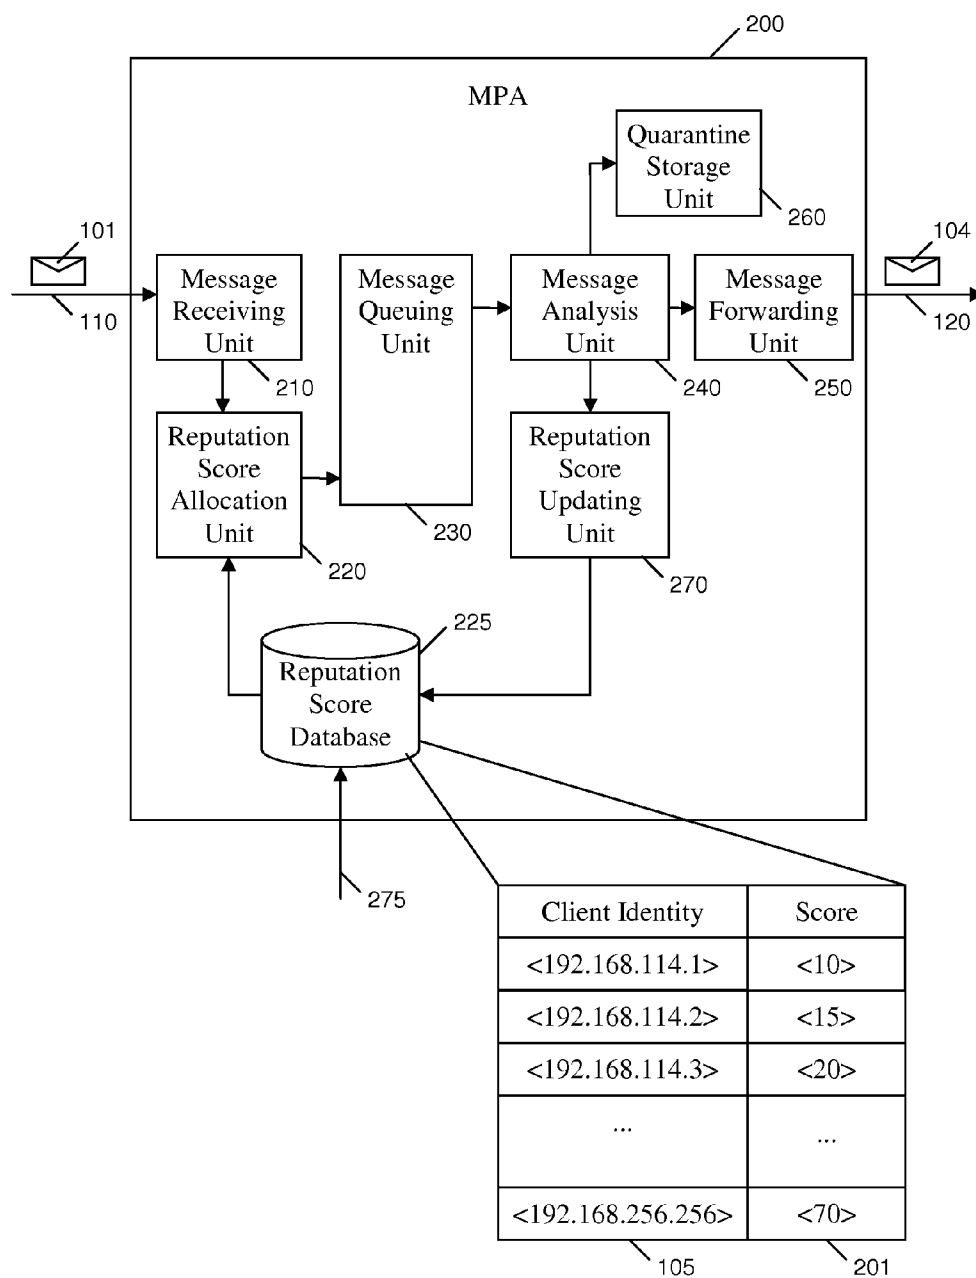 200
MPA
Quarantine
Storage
Unit
260
101
104
110
120
Message
Receiving
Unit
210
Message
Queuing
Unit
230
Message
Analysis
Unit
240
Message
Forwarding
Unit
250
Reputation
Score
Allocation
Unit
220
Reputation
Score
Updating
Unit
270
225
Reputation
Score
Database
275
Client Identity Score
<192.168.114.1> <10>
<192.168.114.2> <15>
<192.168.114.3> <20>
... ...
<192.168.256.256> <70>
105 201